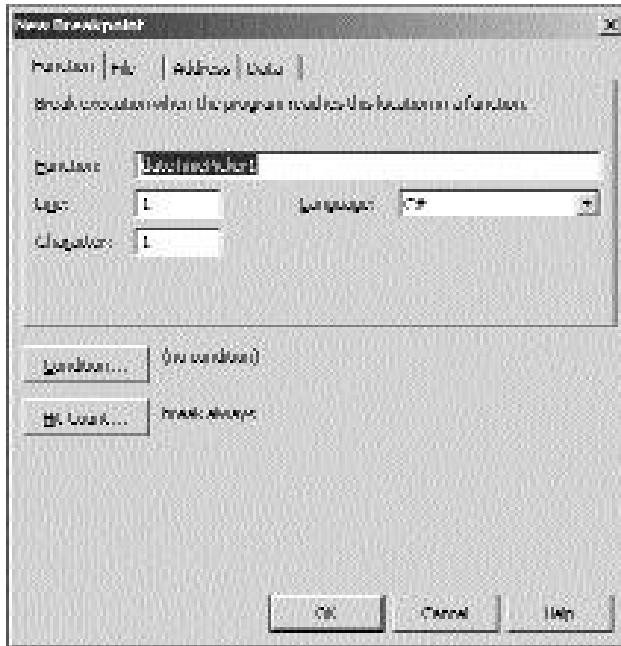 New Breakpoint
Function File Address Data
Break execution when the program reaches this location in a function.
Function:
Line: 1 Language: C#
Character: 1
Condition... (no condition)
Hit Count... break always
OK Cancel Help